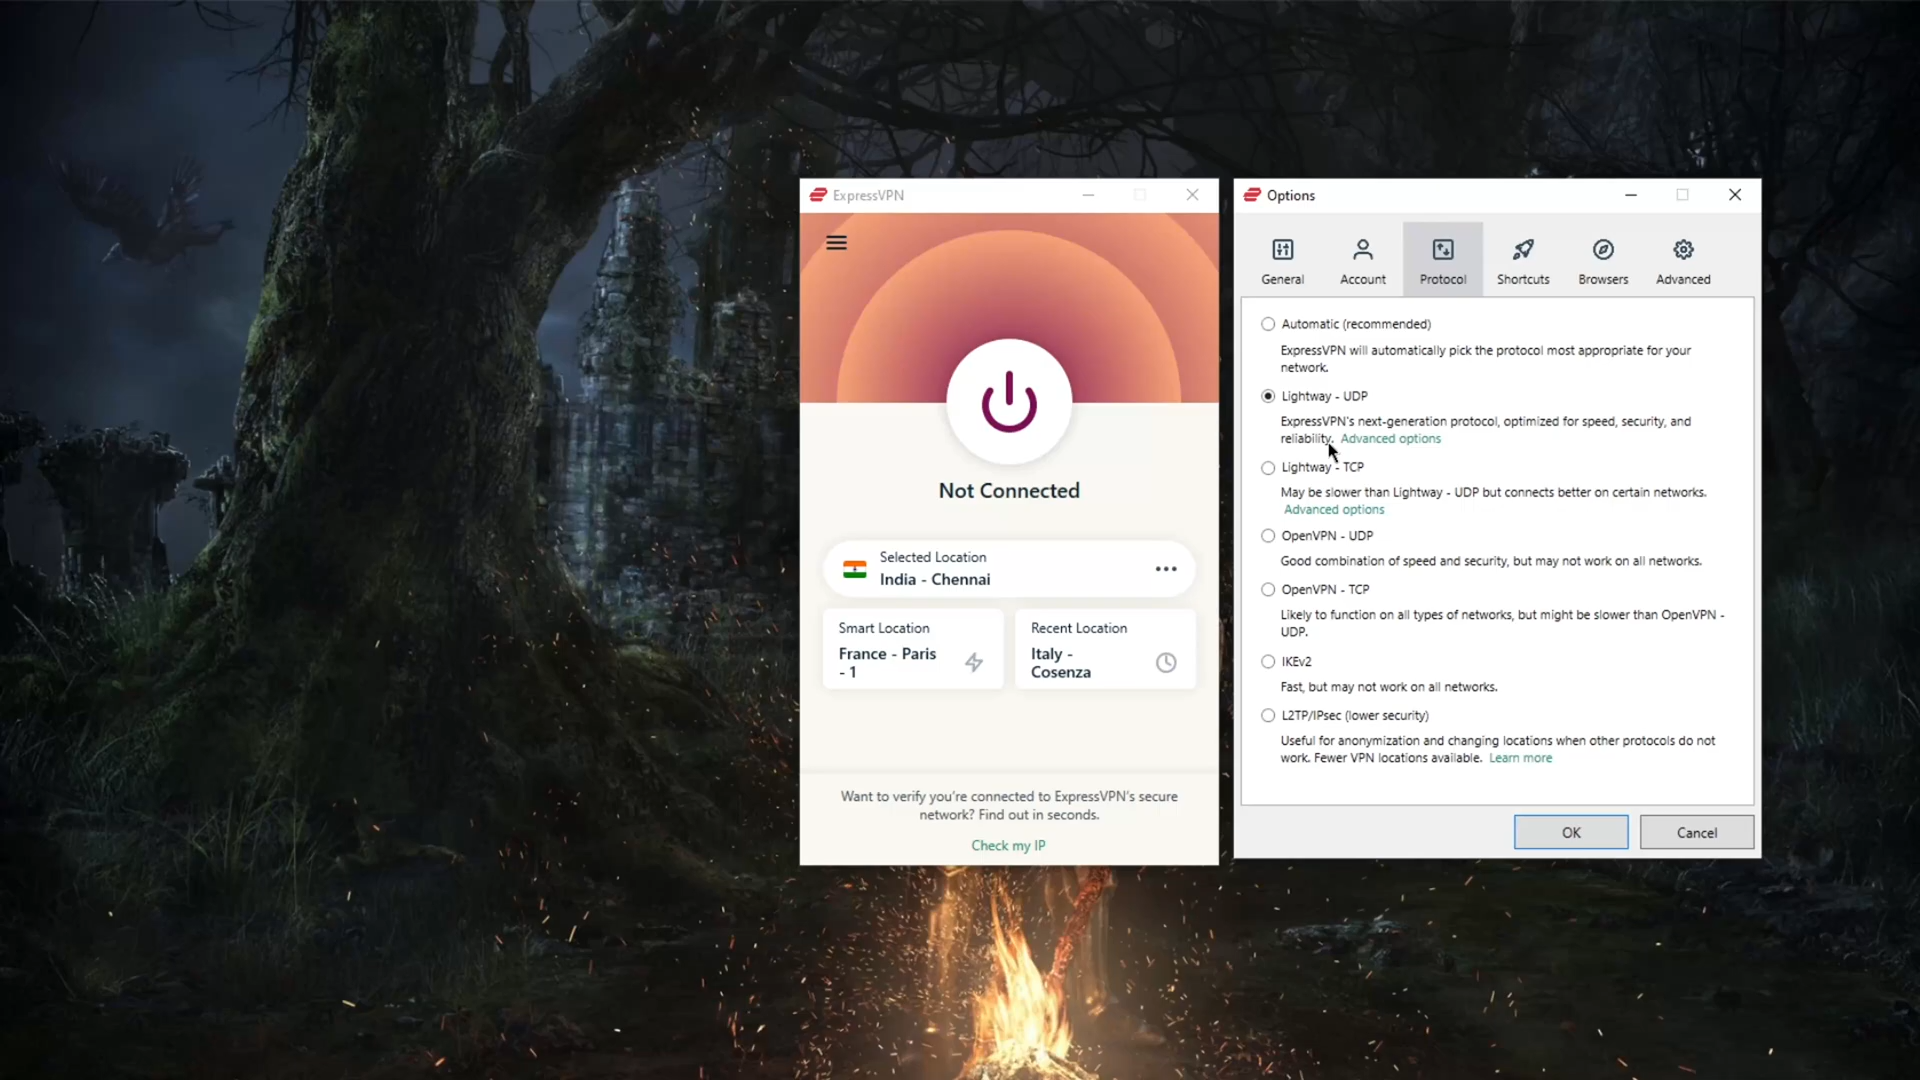 ExpressVPN
Not Connected
Selected Location
India - Chennai
Smart Location
France - Paris
- 1
Recent Location
Italy -
Cosenza
Want to verify you're connected to ExpressVPN's secure
network? Find out in seconds.
Check my IP
Options
General
Account
Protocol
Shortcuts
Browsers
Advanced
Automatic (recommended)
ExpressVPN will automatically pick the protocol most appropriate for your
network.
Lightway - UDP
ExpressVPN's next-generation protocol, optimized for speed, security, and
reliability. Advanced options
Lightway - TCP
May be slower than Lightway - UDP but connects better on certain networks.
Advanced options
OpenVPN - UDP
Good combination of speed and security, but may not work on all networks.
OpenVPN - TCP
Likely to function on all types of networks, but might be slower than OpenVPN -
UDP.
IKEv2
Fast, but may not work on all networks.
L2TP/IPsec (lower security)
Useful for anonymization and changing locations when other protocols do not
work. Fewer VPN locations available. Learn more
OK
Cancel